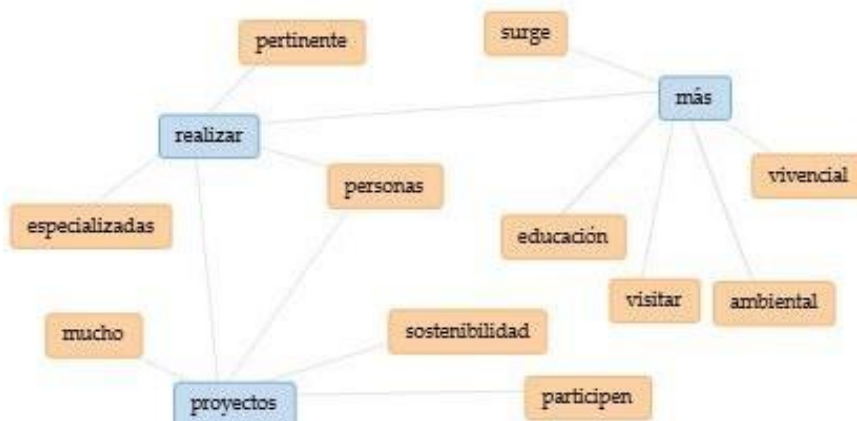 surge
pertinente
más
realizar
vivencial
personas
especializadas
educación
visitar
ambiental
mucho
sostenibilidad
proyectos
participen